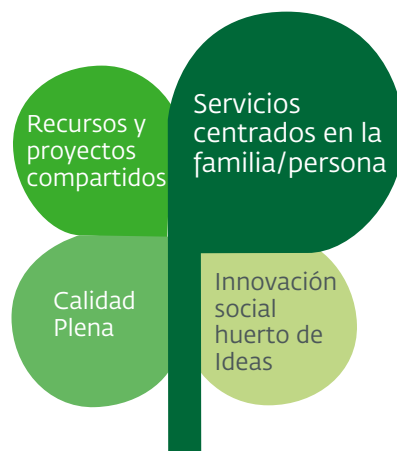 Recursos y
proyectos
compartidos
Servicios
centrados en la
familia/persona
Calidad
Plena
Innovación
social
huerto de
Ideas